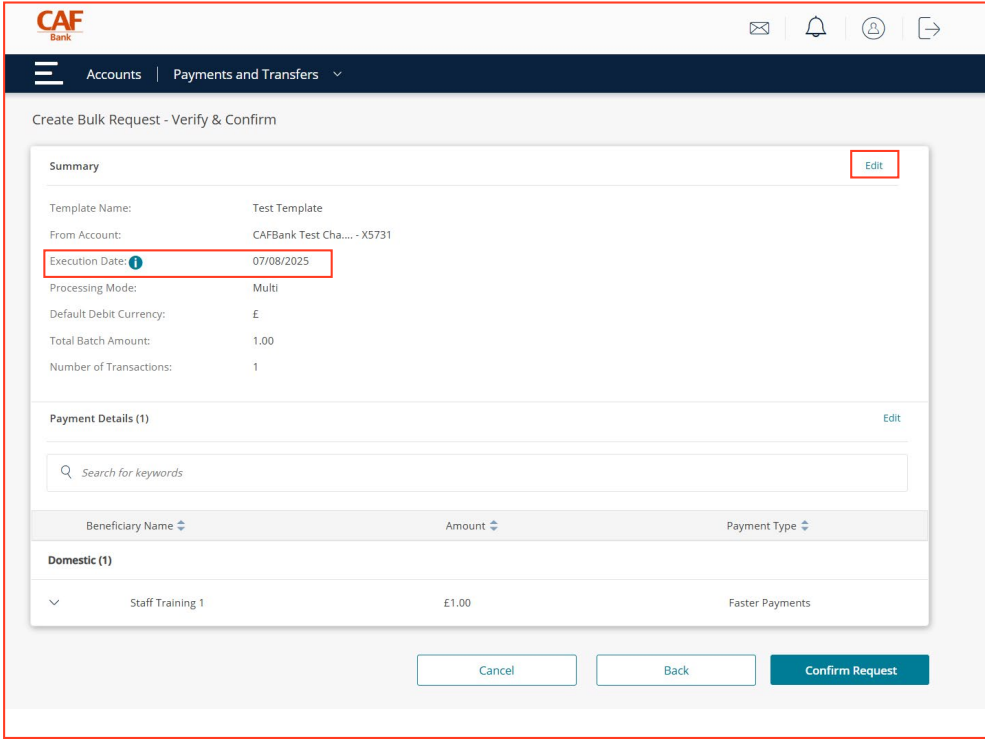 CAF
Bank
Accounts | Payments and Transfers
Create Bulk Request - Verify & Confirm
Summary Edit
Template Name: Test Template
From Account: CAFBank Test Cha.... - X5731
Execution Date: i 07/08/2025
Processing Mode: Multi
Default Debit Currency: £
Total Batch Amount: 1.00
Number of Transactions: 1
Payment Details (1) Edit
Search for keywords
Beneficiary Name Amount Payment Type
Domestic (1)
Staff Training 1 £1.00 Faster Payments
Cancel Back Confirm Request